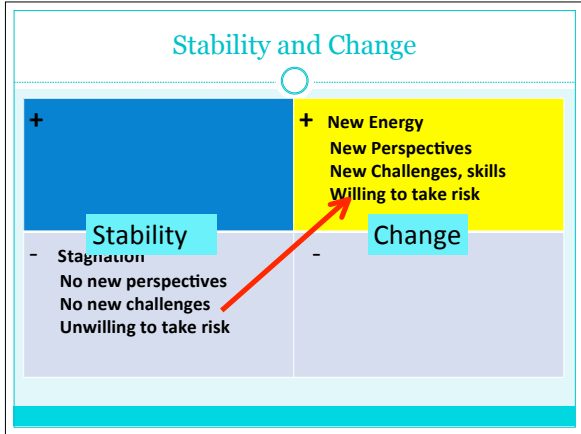 Stability and Change
+
+ New Energy
New Perspectives
New Challenges, skills
Willing to take risk
Stability
Change
- Stagnation
No new perspectives
No new challenges
Unwilling to take risk
-